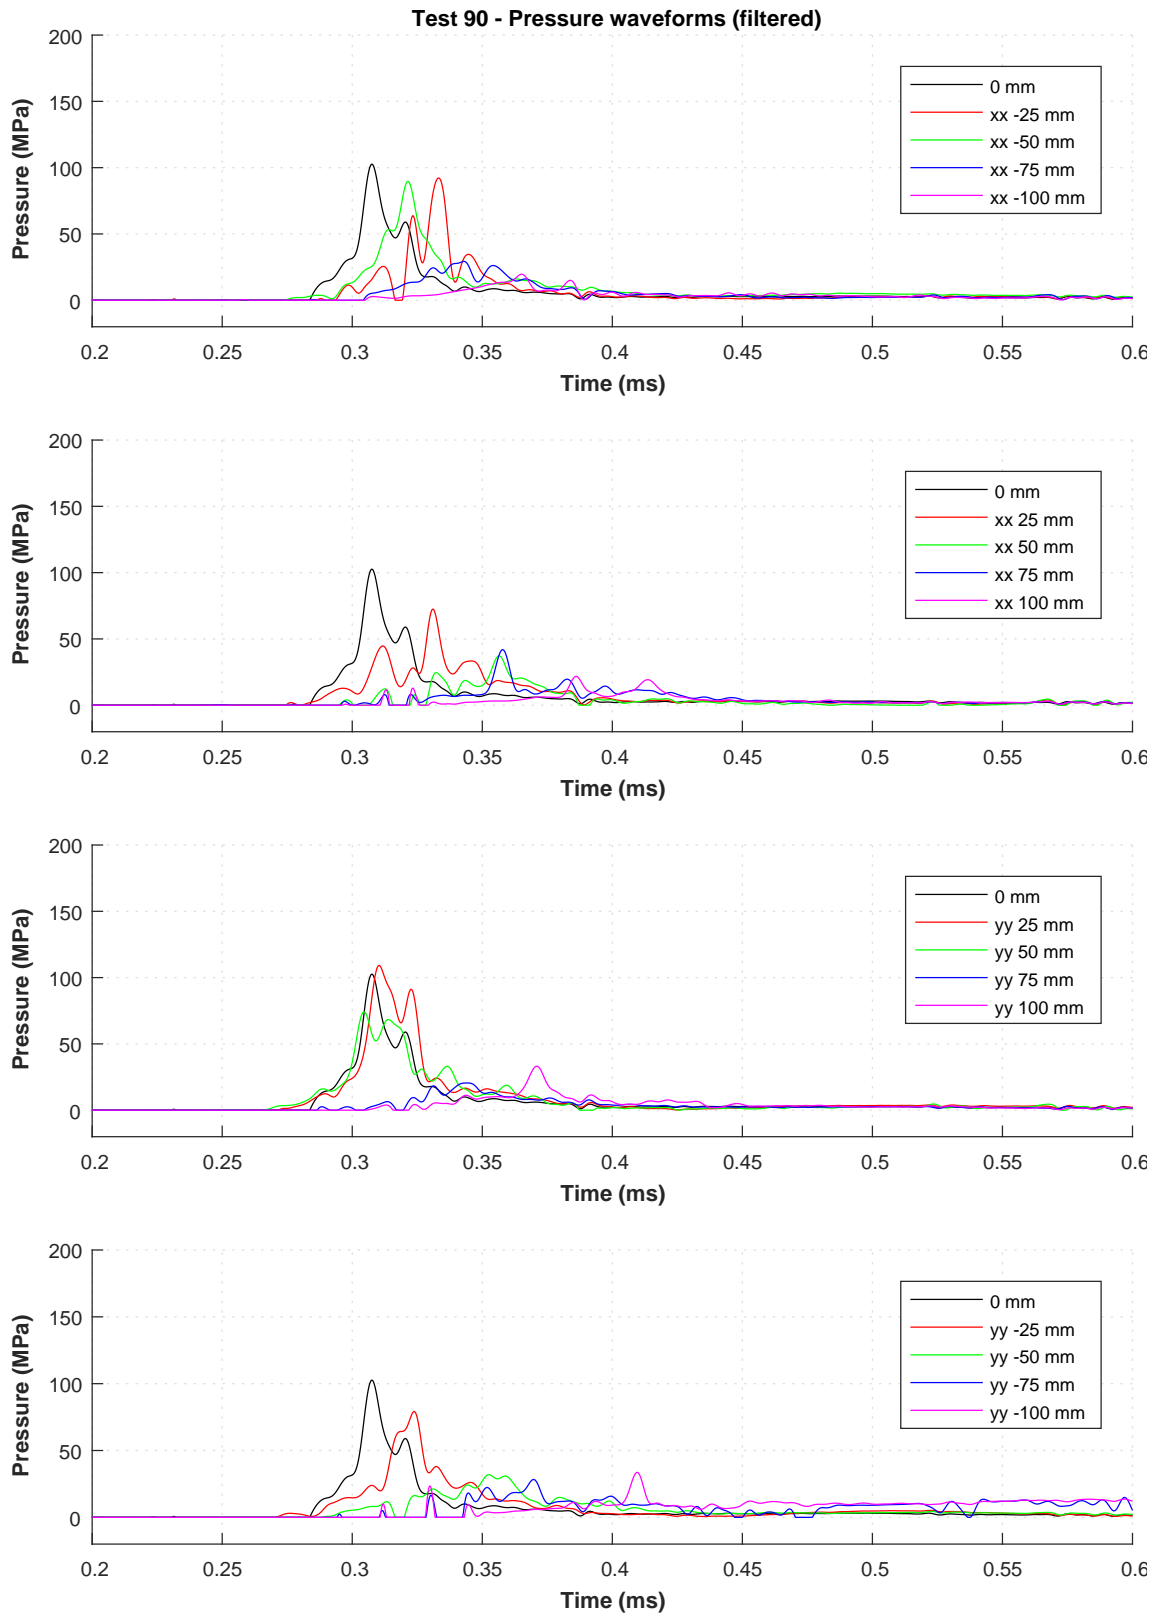 Test 90 - Pressure waveforms (filtered)
200
150
100
50
0
Pressure (MPa)
0 mm
xx -25 mm
xx -50 mm
xx -75 mm
xx -100 mm
0.2 0.25 0.3 0.35 0.4 0.45 0.5 0.55 0.6
Time (ms)
200
150
100
50
0
Pressure (MPa)
0 mm
xx 25 mm
xx 50 mm
xx 75 mm
xx 100 mm
0.2 0.25 0.3 0.35 0.4 0.45 0.5 0.55 0.6
Time (ms)
200
150
100
50
0
Pressure (MPa)
0 mm
yy 25 mm
yy 50 mm
yy 75 mm
yy 100 mm
0.2 0.25 0.3 0.35 0.4 0.45 0.5 0.55 0.6
Time (ms)
200
150
100
50
0
Pressure (MPa)
0 mm
yy -25 mm
yy -50 mm
yy -75 mm
yy -100 mm
0.2 0.25 0.3 0.35 0.4 0.45 0.5 0.55 0.6
Time (ms)